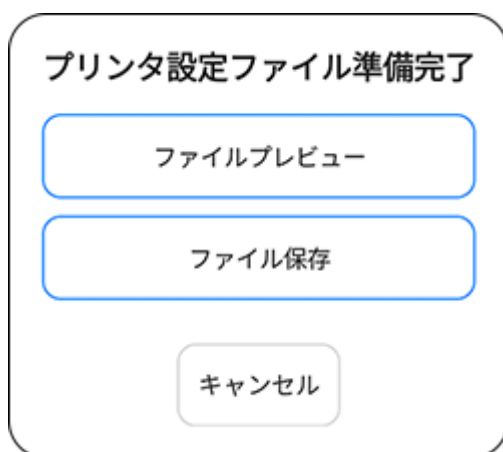 プリンタ設定ファイル準備完了
ファイルプレビュー
ファイル保存
キャンセル